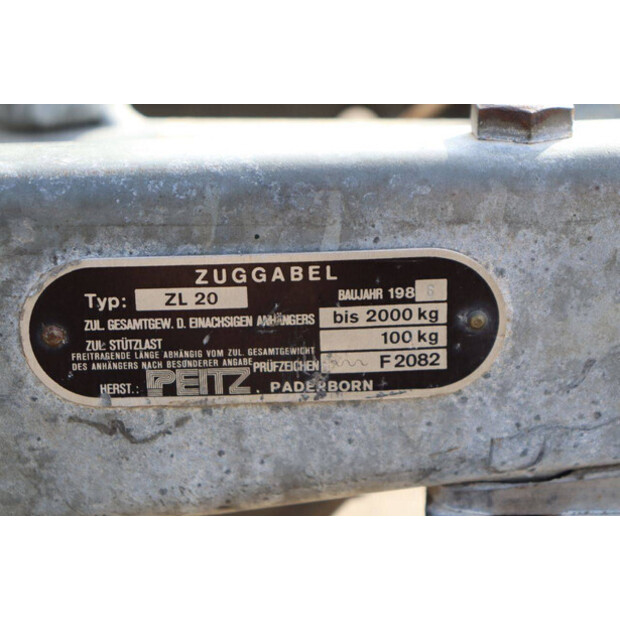 ZUGGABEL
Typ: ZL 20 BAUJAHR 1986
ZUL. GESAMTGEW. D. EINACHSIGEN ANHÄNGERS bis 2000 kg
ZUL. STÜTZLAST 100 kg
FREITRAGENDE LÄNGE ABHÄNGIG VOM ZUL. GESAMTGEWICHT
DES ANHÄNGERS NACH BESONDERER ANGABE PRÜFZEICHEN F 2082
HERST.: PEITZ, PADERBORN